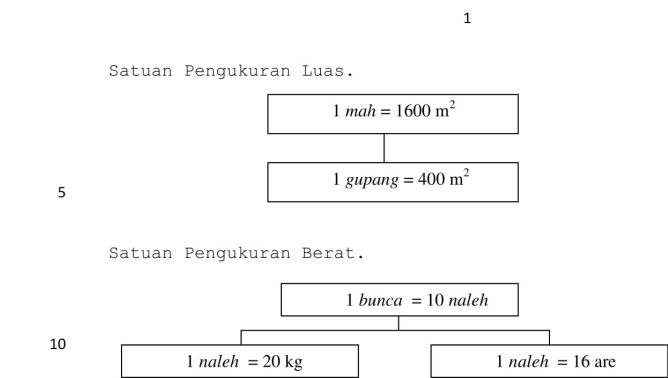 1
Satuan Pengukuran Luas.
1 mah = 1600 m²
1 gupang = 400 m²
5
Satuan Pengukuran Berat.
1 bunca = 10 naleh
10
1 naleh = 20 kg
1 naleh = 16 are